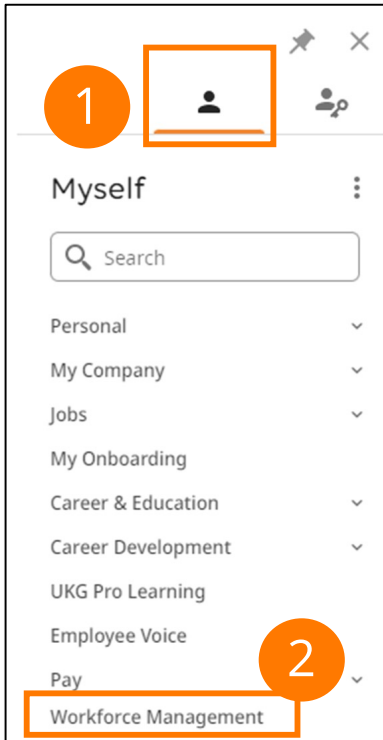 1
Myself
Search
Personal
My Company
Jobs
My Onboarding
Career & Education
Career Development
UKG Pro Learning
Employee Voice
2
Pay
Workforce Management